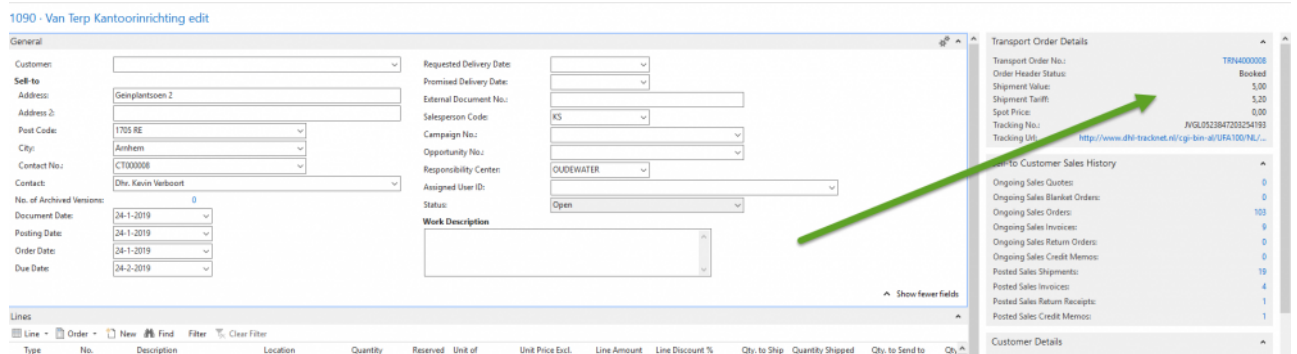 1090 · Van Terp Kantoorinrichting edit
General
Customer:
Sell-to
Address: Geinplantsoen 2
Address 2:
Post Code: 1705 RE
City: Arnhem
Contact No.: CT000008
Contact: Dhr. Kevin Verboort
No. of Archived Versions: 0
Document Date: 24-1-2019
Posting Date: 24-1-2019
Order Date: 24-1-2019
Due Date: 24-2-2019
Requested Delivery Date:
Promised Delivery Date:
External Document No.:
Salesperson Code: KS
Campaign No.:
Opportunity No.:
Responsibility Center: OUDEWATER
Assigned User ID:
Status: Open
Work Description
Show fewer fields
Lines
Line Order New Find Filter Clear Filter
Type No. Description Location Quantity Reserved Unit of Unit Price Excl. Line Amount Line Discount % Qty. to Ship Quantity Shipped Qty. to Send to Qty
Transport Order Details
Transport Order No.: TRN4000008
Order Header Status: Booked
Shipment Value: 5,00
Shipment Tariff: 5,20
Spot Price: 0,00
Tracking No.: JVGL0523847203254193
Tracking Url: http://www.dhl-tracknet.nl/cgi-bin-al/UFA100/NL/...
Sell-to Customer Sales History
Ongoing Sales Quotes: 0
Ongoing Sales Blanket Orders: 0
Ongoing Sales Orders: 103
Ongoing Sales Invoices: 9
Ongoing Sales Return Orders: 0
Ongoing Sales Credit Memos: 0
Posted Sales Shipments: 19
Posted Sales Invoices: 4
Posted Sales Return Receipts: 1
Posted Sales Credit Memos: 1
Customer Details